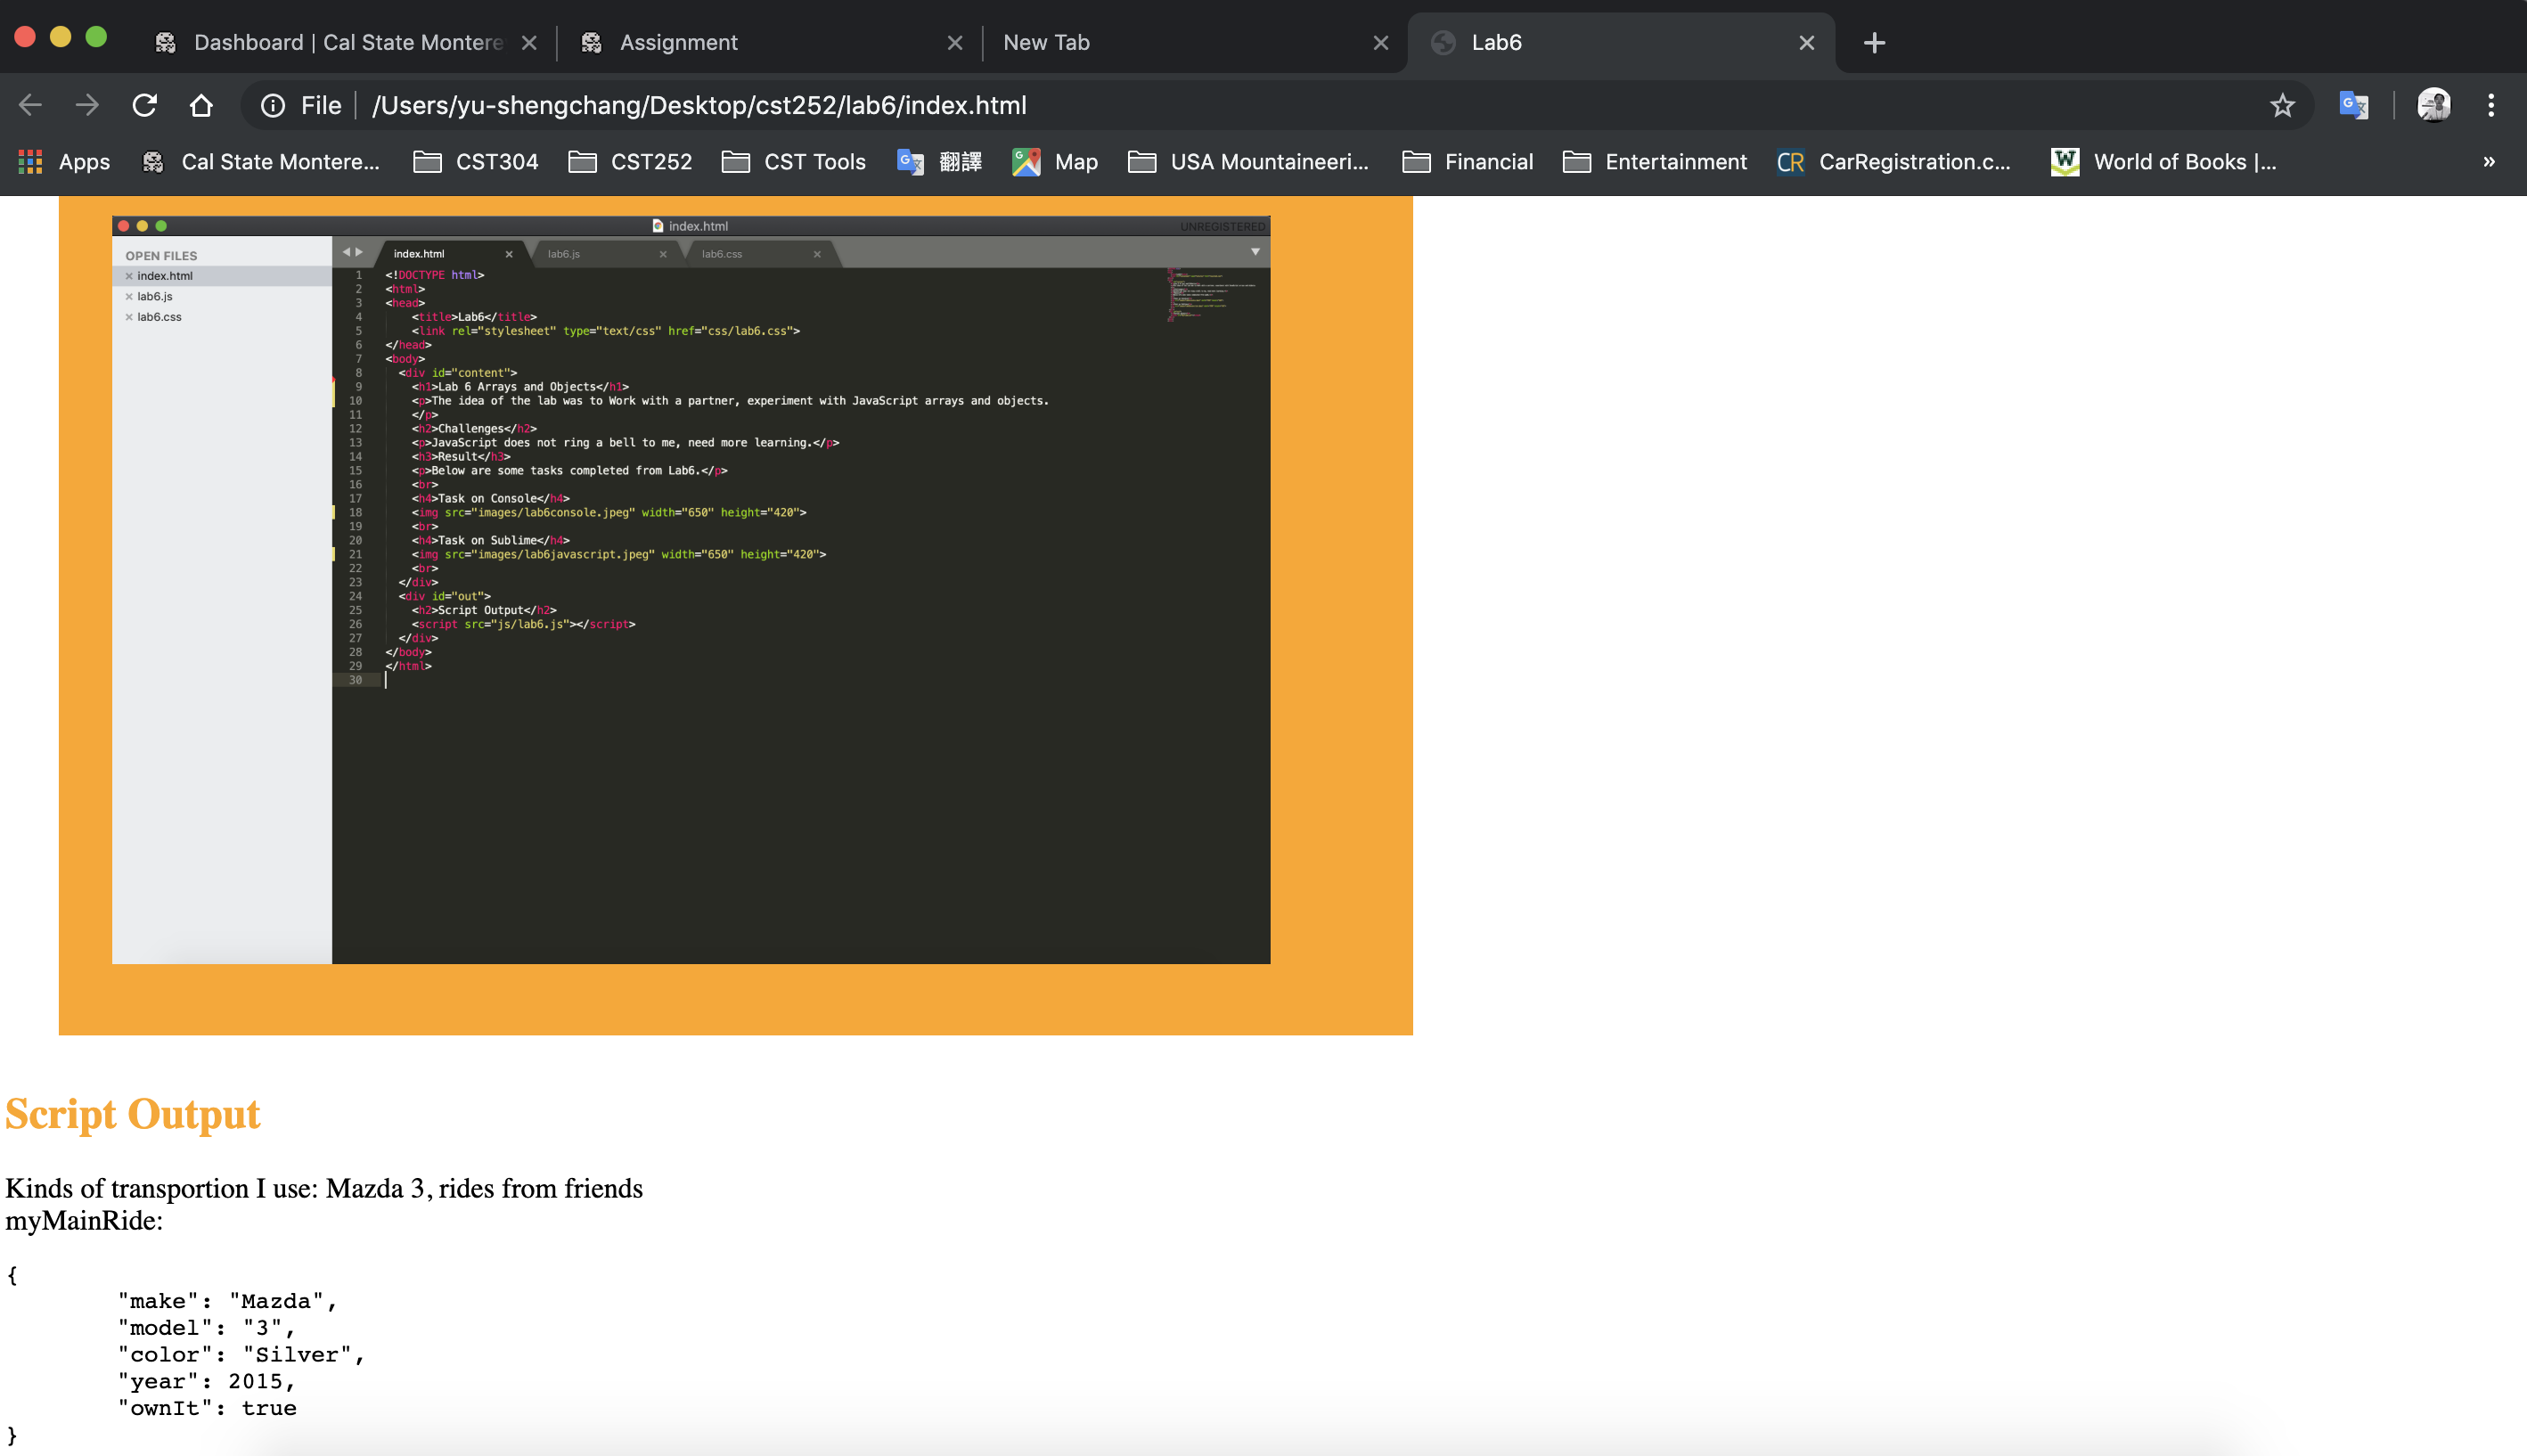 Dashboard | Cal State Montere
Assignment
New Tab
Lab6
File
/Users/yu-shengchang/Desktop/cst252/lab6/index.html
Apps
Cal State Montere...
CST304
CST252
CST Tools
翻譯
Map
USA Mountaineeri...
Financial
Entertainment
CR CarRegistration.c...
W World of Books |...
»
index.html
UNREGISTERED
OPEN FILES
index.html
lab6.js
lab6.css
index.html
lab6.js
lab6.css
1 <!DOCTYPE html>
2 <html>
3 <head>
4 <title>Lab6</title>
5 <link rel="stylesheet" type="text/css" href="css/lab6.css">
6 </head>
7 <body>
8 <div id="content">
9 <h1>Lab 6 Arrays and Objects</h1>
10 <p>The idea of the lab was to Work with a partner, experiment with JavaScript arrays and objects.
11 </p>
12 <h2>Challenges</h2>
13 <p>JavaScript does not ring a bell to me, need more learning.</p>
14 <h3>Result</h3>
15 <p>Below are some tasks completed from Lab6.</p>
16 <br>
17 <h4>Task on Console</h4>
18 <img src="images/lab6console.jpeg" width="650" height="420">
19 <br>
20 <h4>Task on Sublime</h4>
21 <img src="images/lab6javascript.jpeg" width="650" height="420">
22 <br>
23 </div>
24 <div id="out">
25 <h2>Script Output</h2>
26 <script src="js/lab6.js"></script>
27 </div>
28 </body>
29 </html>
30
Script Output
Kinds of transportion I use: Mazda 3, rides from friends
myMainRide:
{
"make": "Mazda",
"model": "3",
"color": "Silver",
"year": 2015,
"ownIt": true
}